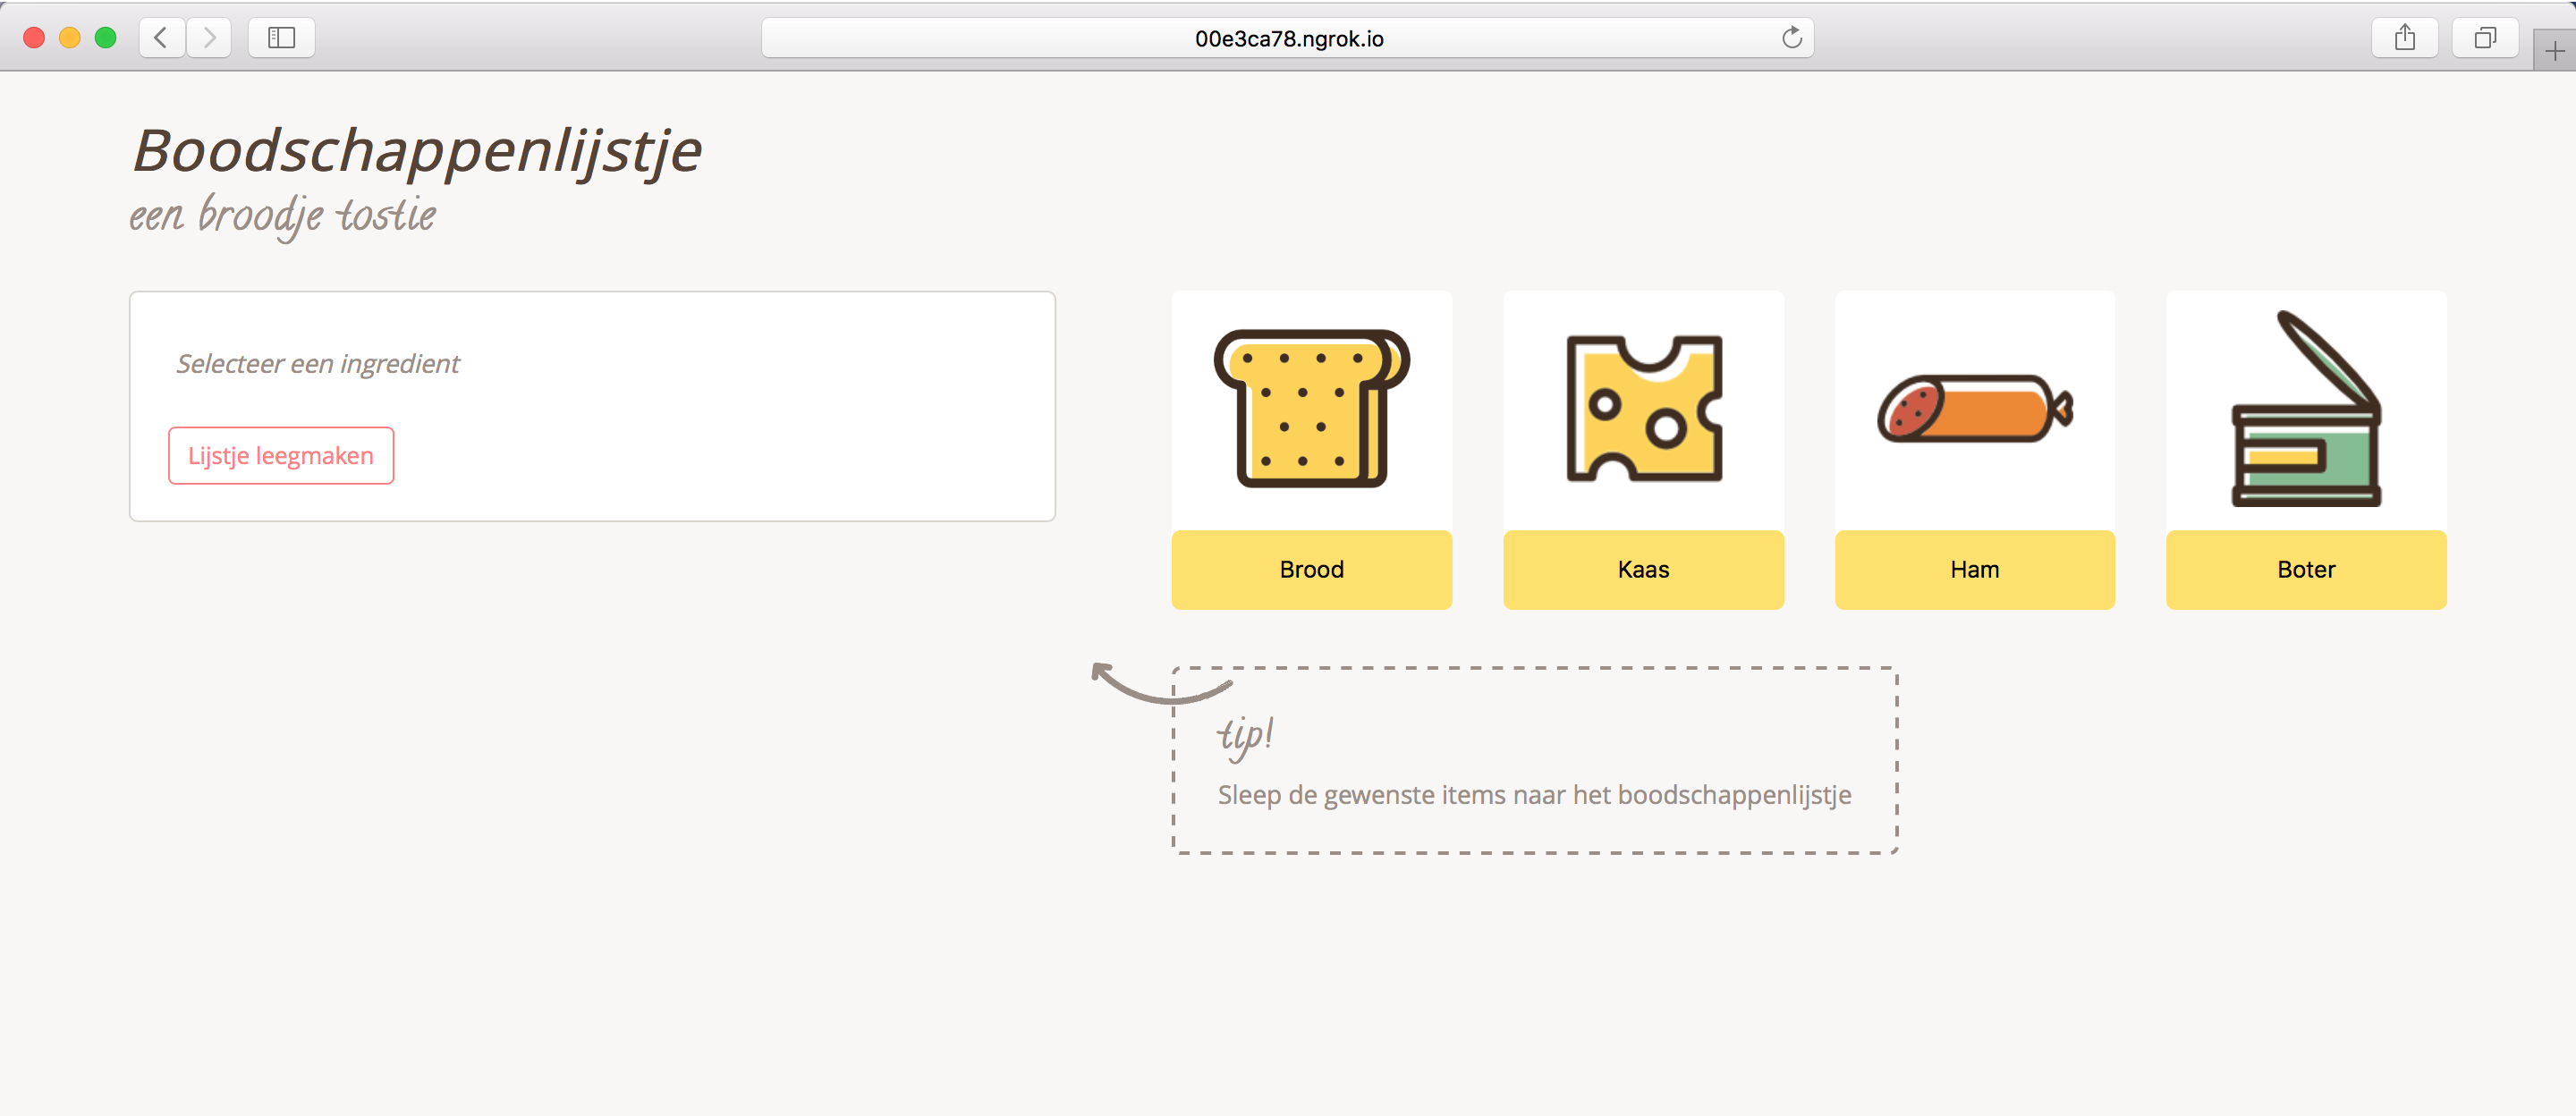 00e3ca78.ngrok.io
Boodschappenlijstje
een broodje tostie
Selecteer een ingredient
Lijstje leegmaken
Brood
Kaas
Ham
Boter
tip!
Sleep de gewenste items naar het boodschappenlijstje